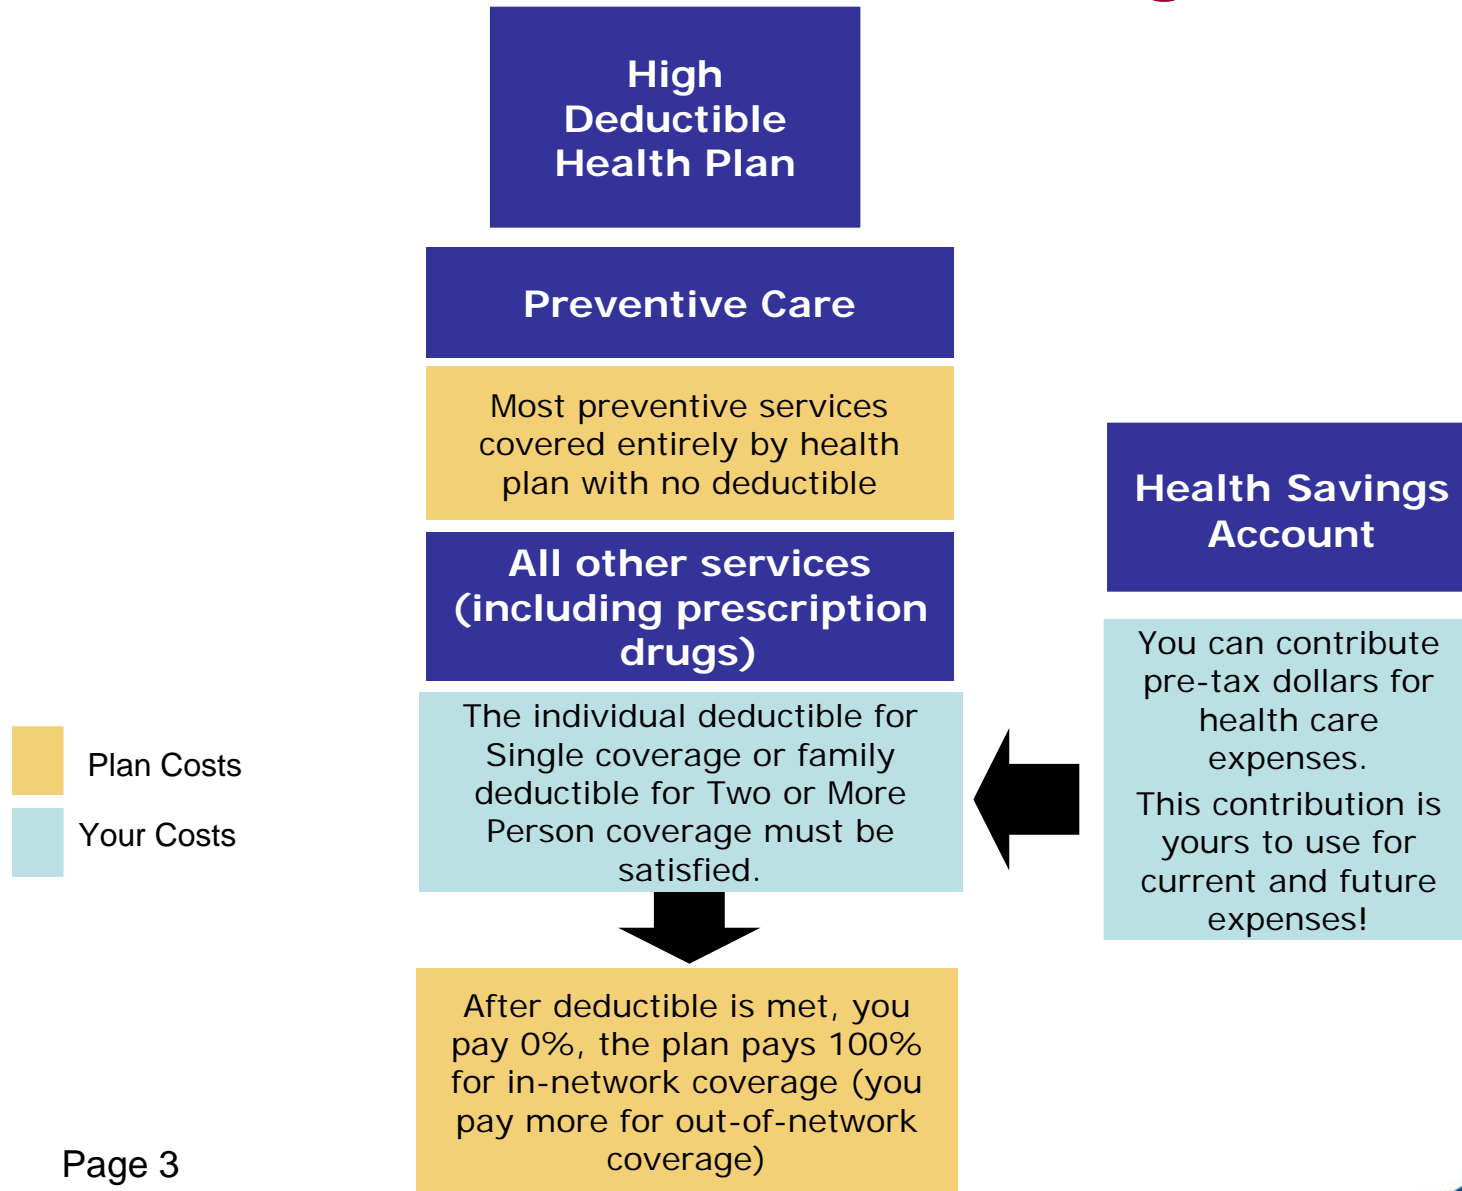 High
Deductible
Health Plan
Preventive Care
Most preventive services
covered entirely by health
plan with no deductible
All other services
(including prescription
drugs)
The individual deductible for
Single coverage or family
deductible for Two or More
Person coverage must be
satisfied.
After deductible is met, you
pay 0%, the plan pays 100%
for in-network coverage (you
pay more for out-of-network
coverage)
Health Savings
Account
You can contribute
pre-tax dollars for
health care
expenses.
This contribution is
yours to use for
current and future
expenses!
Plan Costs
Your Costs
Page 3